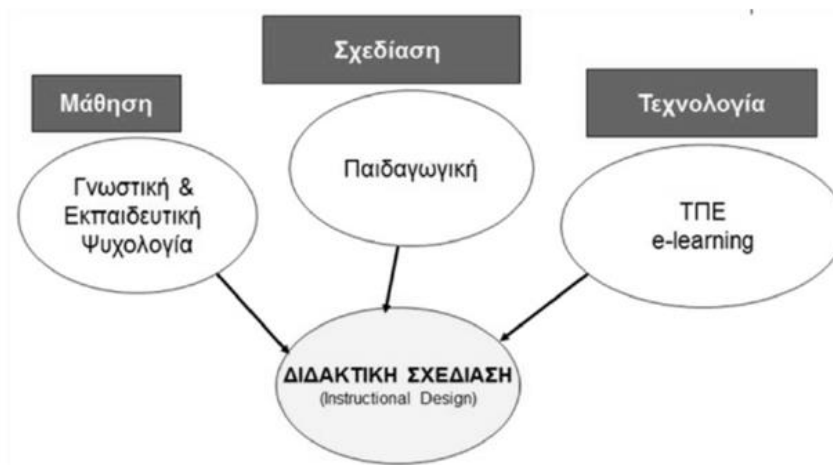 Σχεδίαση
Μάθηση
Τεχνολογία
Γνωστική &
Εκπαιδευτική
Ψυχολογία
Παιδαγωγική
ΤΠΕ
e-learning
ΔΙΔΑΚΤΙΚΗ ΣΧΕΔΙΑΣΗ
(Instructional Design)